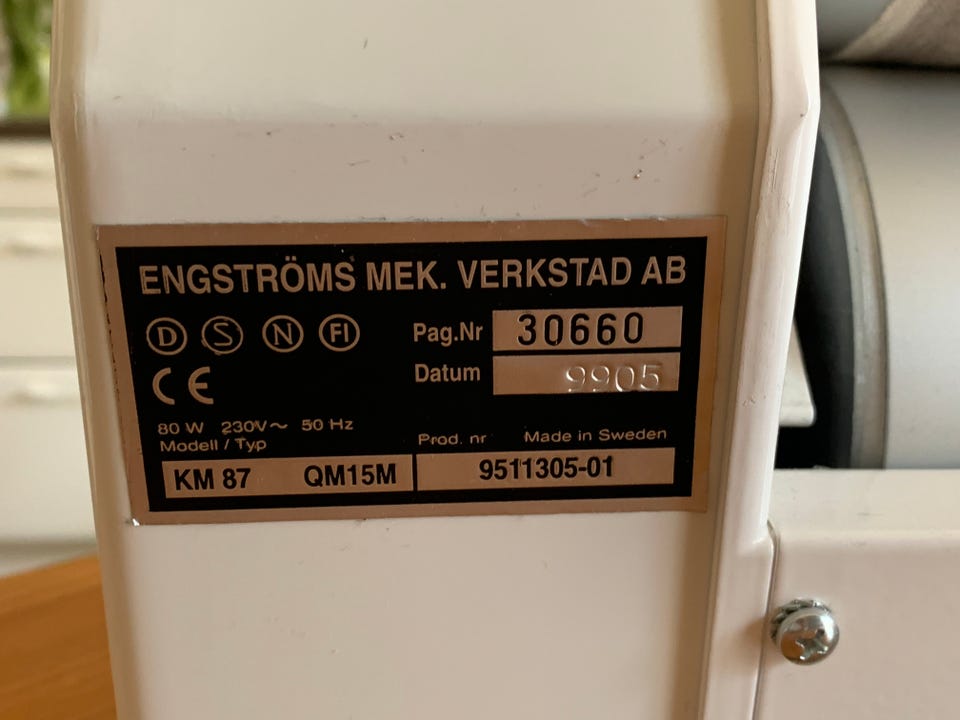 ENGSTRÖMS MEK. VERKSTAD AB
D S N FI Pag.Nr 30660
CE Datum 9905
80 W 230V~ 50 Hz
Modell / Typ Prod. nr Made in Sweden
KM 87 QM15M 9511305-01